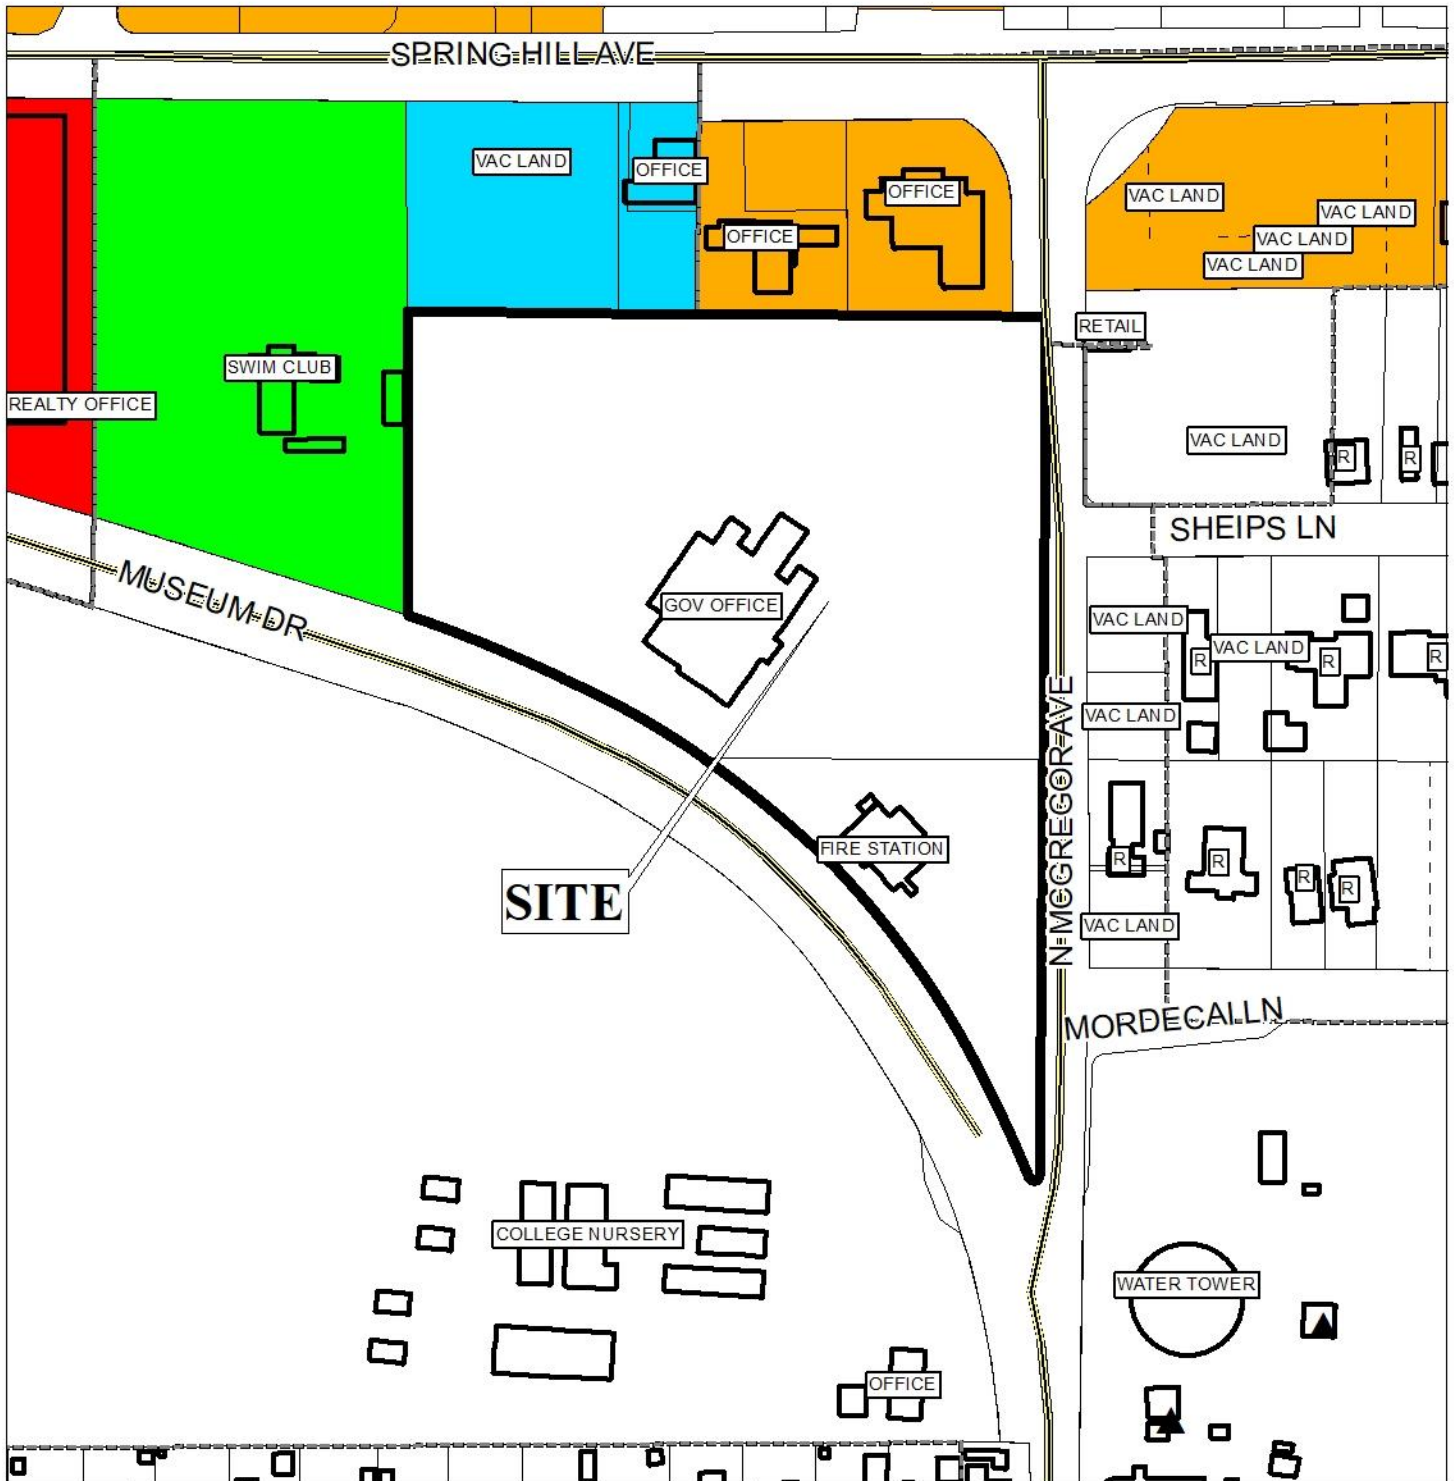 SPRING HILL AVE
VAC LAND
OFFICE
OFFICE
OFFICE
VAC LAND
VAC LAND
VAC LAND
VAC LAND
RETAIL
SWIM CLUB
REALTY OFFICE
VAC LAND
R
R
SHEIPS LN
MUSEUM DR
GOV OFFICE
VAC LAND
VAC LAND
R
R
R
VAC LAND
N MCGREGOR AVE
FIRE STATION
R
R
R
R
SITE
VAC LAND
MORDECAI LN
COLLEGE NURSERY
WATER TOWER
OFFICE